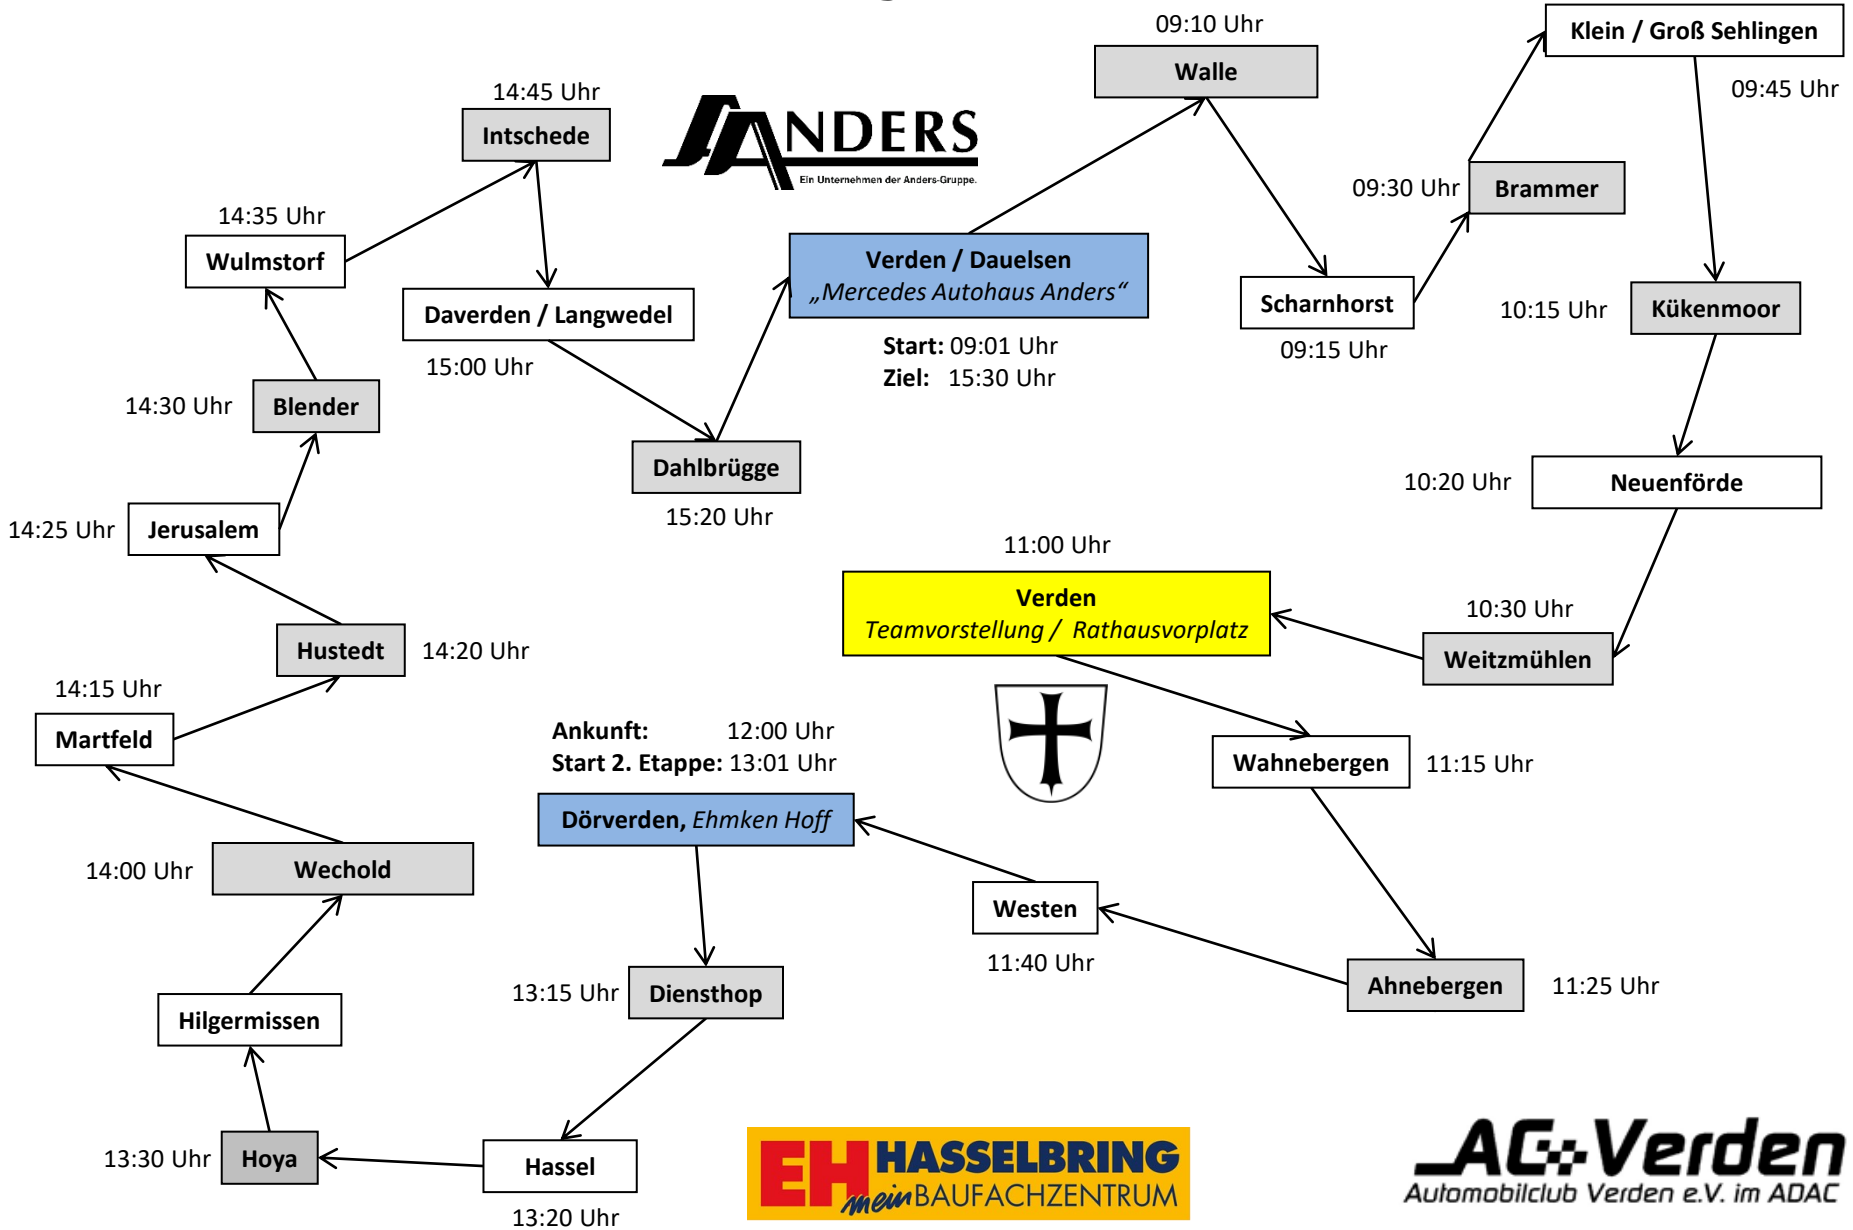 09:10 Uhr
Walle
Klein / Groß Sehlingen
09:45 Uhr
14:45 Uhr
Intschede
ANDERS
Ein Unternehmen der Anders-Gruppe.
09:30 Uhr
Brammer
14:35 Uhr
Wulmstorf
Verden / Dauelsen
„Mercedes Autohaus Anders“
Start: 09:01 Uhr
Ziel: 15:30 Uhr
Daverden / Langwedel
15:00 Uhr
Scharnhorst
09:15 Uhr
10:15 Uhr
Kükenmoor
14:30 Uhr
Blender
Dahlbrügge
15:20 Uhr
10:20 Uhr
Neuenförde
14:25 Uhr
Jerusalem
11:00 Uhr
Verden
Teamvorstellung / Rathausvorplatz
10:30 Uhr
Weitzmühlen
Hustedt
14:20 Uhr
14:15 Uhr
Martfeld
Ankunft: 12:00 Uhr
Start 2. Etappe: 13:01 Uhr
Dörverden, Ehmken Hoff
Wahnebergen
11:15 Uhr
14:00 Uhr
Wechold
Westen
11:40 Uhr
13:15 Uhr
Diensthop
Ahnebergen
11:25 Uhr
Hilgermissen
13:30 Uhr
Hoya
Hassel
13:20 Uhr
EH HASSELBRING
mein BAUFACHZENTRUM
AC Verden
Automobilclub Verden e.V. im ADAC